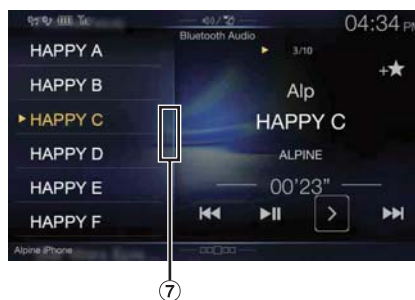 04:34 PM
Bluetooth Audio
3/10
HAPPY A
HAPPY B
HAPPY C
HAPPY D
HAPPY E
HAPPY F
Alp
HAPPY C
ALPINE
00'23"
Alpine iPhone
7